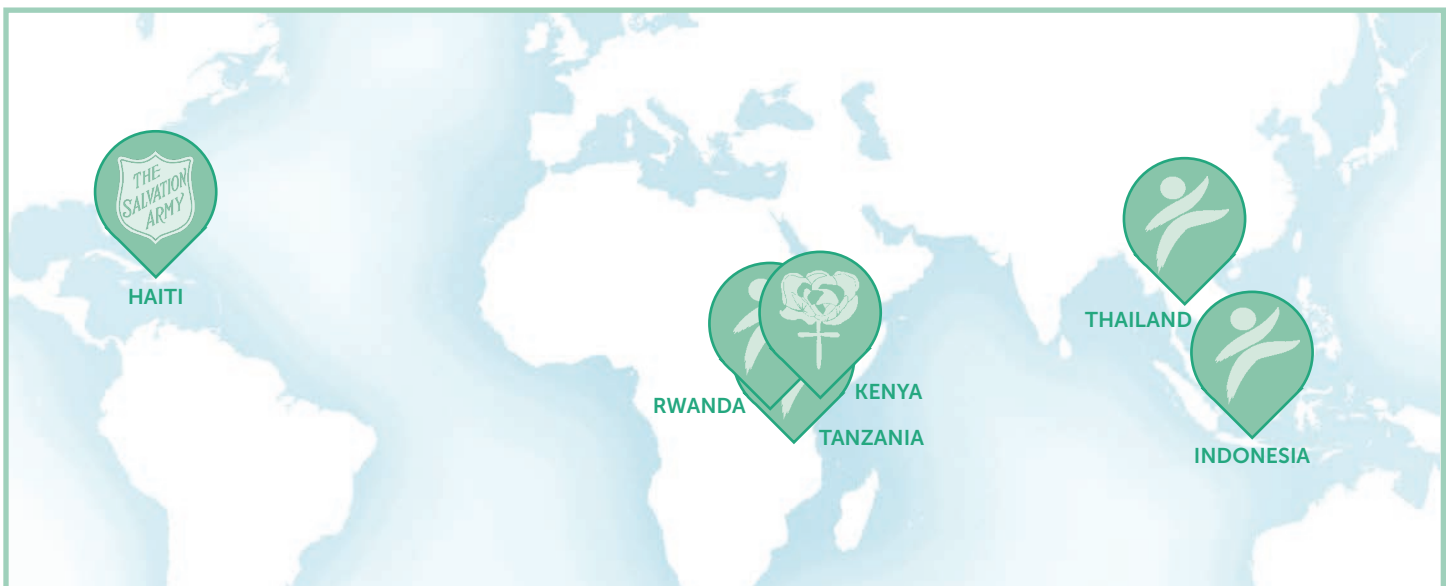 THE
SALVATION
ARMY
HAITI
THAILAND
KENYA
RWANDA
TANZANIA
INDONESIA